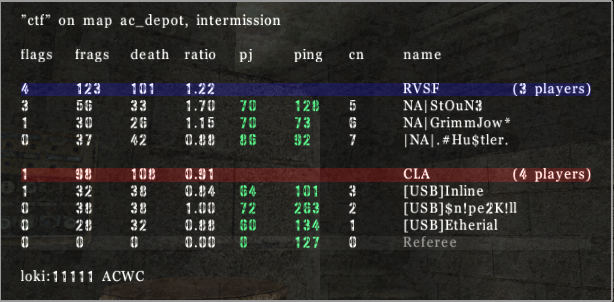 "ctf" on map ac_depot, intermission
flags frags death ratio pj ping cn name
4 123 101 1.22 RVSF (3 players)
3 56 33 1.70 70 128 5 NA|StOuN3
1 30 26 1.15 70 73 6 NA|GrimmJow*
0 37 42 0.88 86 92 7 |NA|.#Hu$tler.
1 98 108 0.91 CLA (4 players)
1 32 38 0.84 64 101 3 [USB]Inline
0 38 38 1.00 72 263 2 [USB]$n!pe2K!ll
0 28 32 0.88 60 134 1 [USB]Etherial
0 0 0 0.00 0 127 0 Referee
loki:11111 ACWC